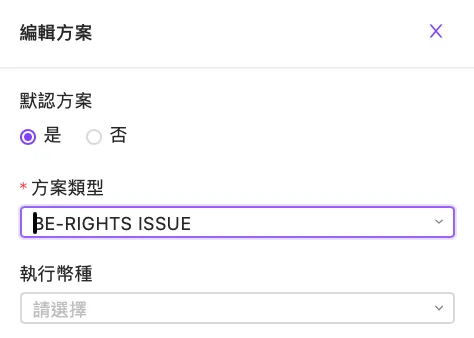 編輯方案
默認方案
是 否
* 方案類型
BE-RIGHTS ISSUE
執行幣種
請選擇